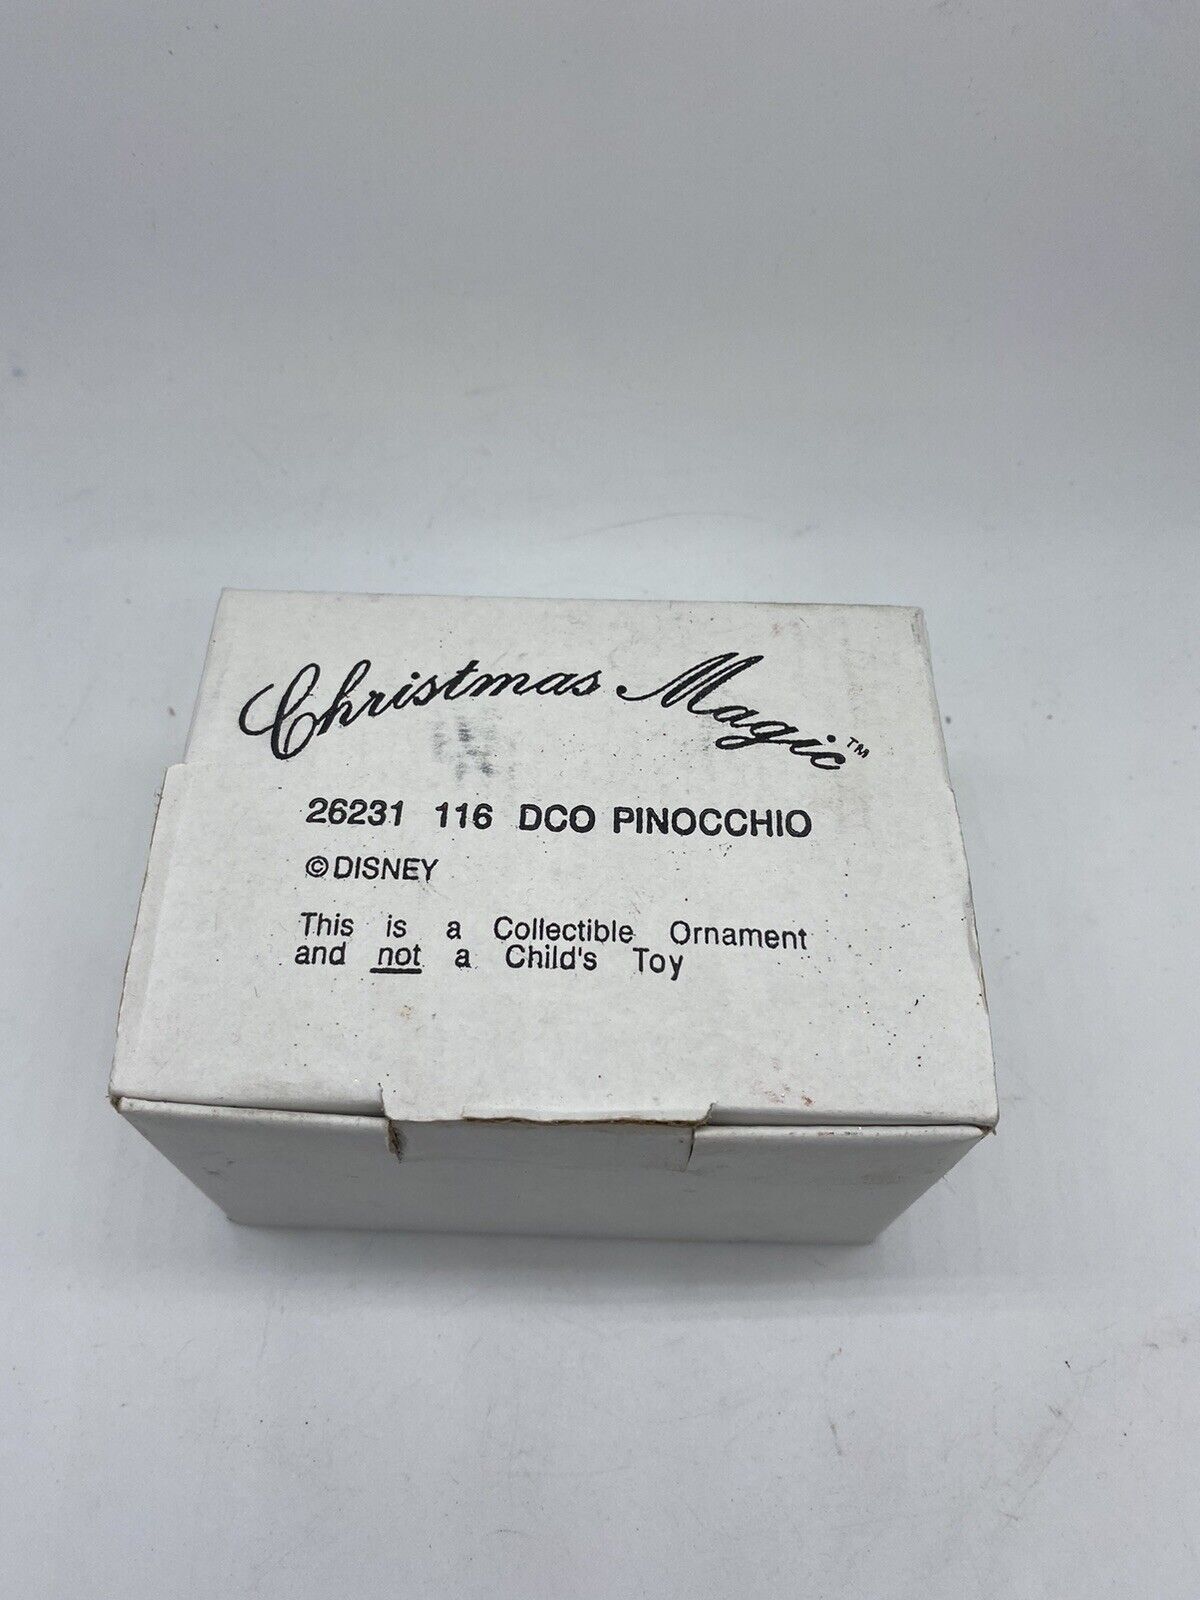 Christmas Magic™
26231 116 DCO PINOCCHIO
©DISNEY
This is a Collectible Ornament
and not a Child's Toy